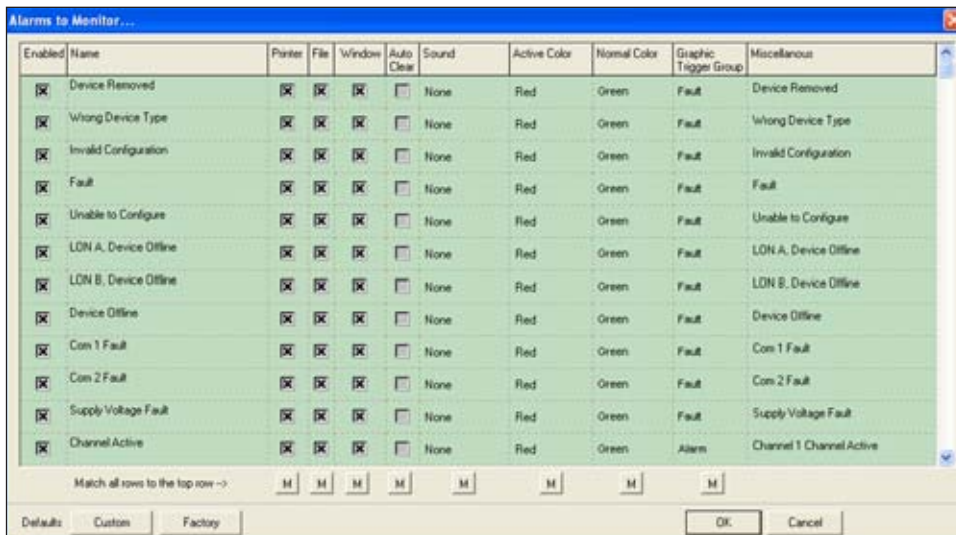 Alarms to Monitor...
Enabled Name Printer File Window Auto Clear Sound Active Color Normal Color Graphic Trigger Group Miscellanous
Device Removed None Red Green Fault Device Removed
Wrong Device Type None Red Green Fault Wrong Device Type
Invalid Configuration None Red Green Fault Invalid Configuration
Fault None Red Green Fault Fault
Unable to Configure None Red Green Fault Unable to Configure
LON A, Device Offline None Red Green Fault LON A, Device Offline
LON B, Device Offline None Red Green Fault LON B, Device Offline
Device Offline None Red Green Fault Device Offline
Com 1 Fault None Red Green Fault Com 1 Fault
Com 2 Fault None Red Green Fault Com 2 Fault
Supply Voltage Fault None Red Green Fault Supply Voltage Fault
Channel Active None Red Green Alarm Channel 1 Channel Active
Match all rows to the top row --> M M M M M M M M
Defaults Custom Factory OK Cancel